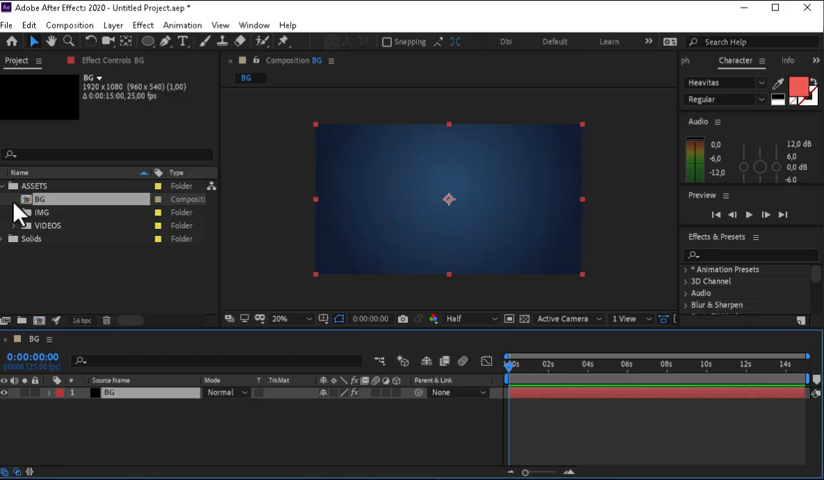 Adobe After Effects 2020 - Untitled Project.aep *
File Edit Composition Layer Effect Animation View Window Help
Snapping Dbi Default Learn Search Help
Project Effect Controls BG
BG
1920 x 1080 (960 x 540) (1,00)
Δ 0:00:15:00, 25,00 fps
Name Type
ASSETS Folder
BG Compositi
IMG Folder
VIDEOS Folder
Solids Folder
16 bpc
Composition BG
BG
20% 0:00:00:00 Half Active Camera 1 View
ph Character Info
Heavitas
Regular
Audio
0,0 12,0 dB
-6,0 6,0
-12,0 0,0 dB
-6.0
Preview
Effects & Presets
* Animation Presets
3D Channel
Audio
Blur & Sharpen
BG
0:00:00:00
00000 (25.00 fps)
# Source Name Mode T TrkMat Parent & Link
1 BG Normal None
02s 04s 06s 08s 10s 12s 14s